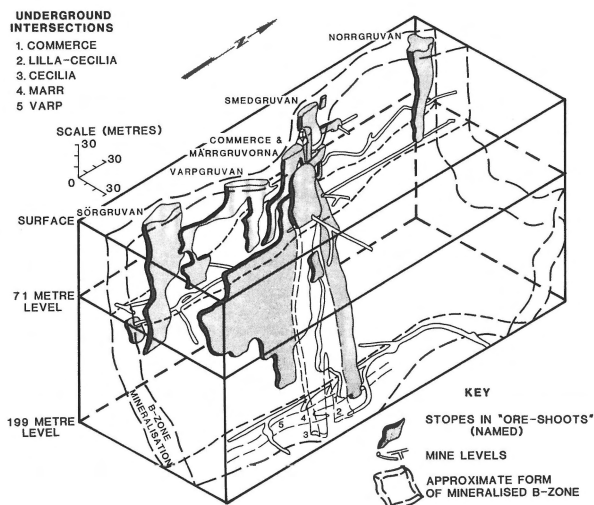 UNDERGROUND
INTERSECTIONS
1. COMMERCE
2. LILLA-CECILIA
3. CECILIA
4. MARR
5 VARP
N
NORRGRUVAN
SMEDGRUVAN
SCALE (METRES)
30
30
0
30
COMMERCE &
MÄRRGRUVORNA
VARPGRUVAN
SÖRGRUVAN
SURFACE
71 METRE
LEVEL
199 METRE
LEVEL
B-ZONE
MINERALISATION
5
4
3
2
1
KEY
STOPES IN "ORE-SHOOTS"
(NAMED)
MINE LEVELS
APPROXIMATE FORM
OF MINERALISED B-ZONE